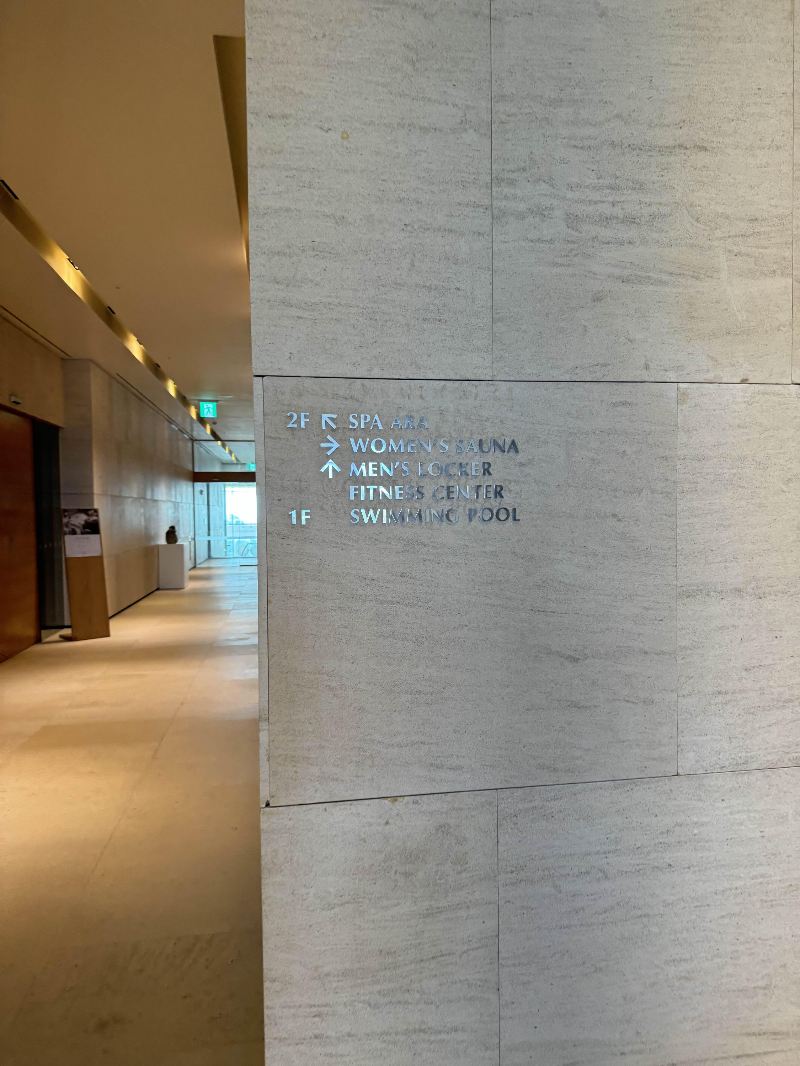 2F ↖ SPA ARA
→ WOMEN'S SAUNA
↑ MEN'S LOCKER
FITNESS CENTER
1F SWIMMING POOL